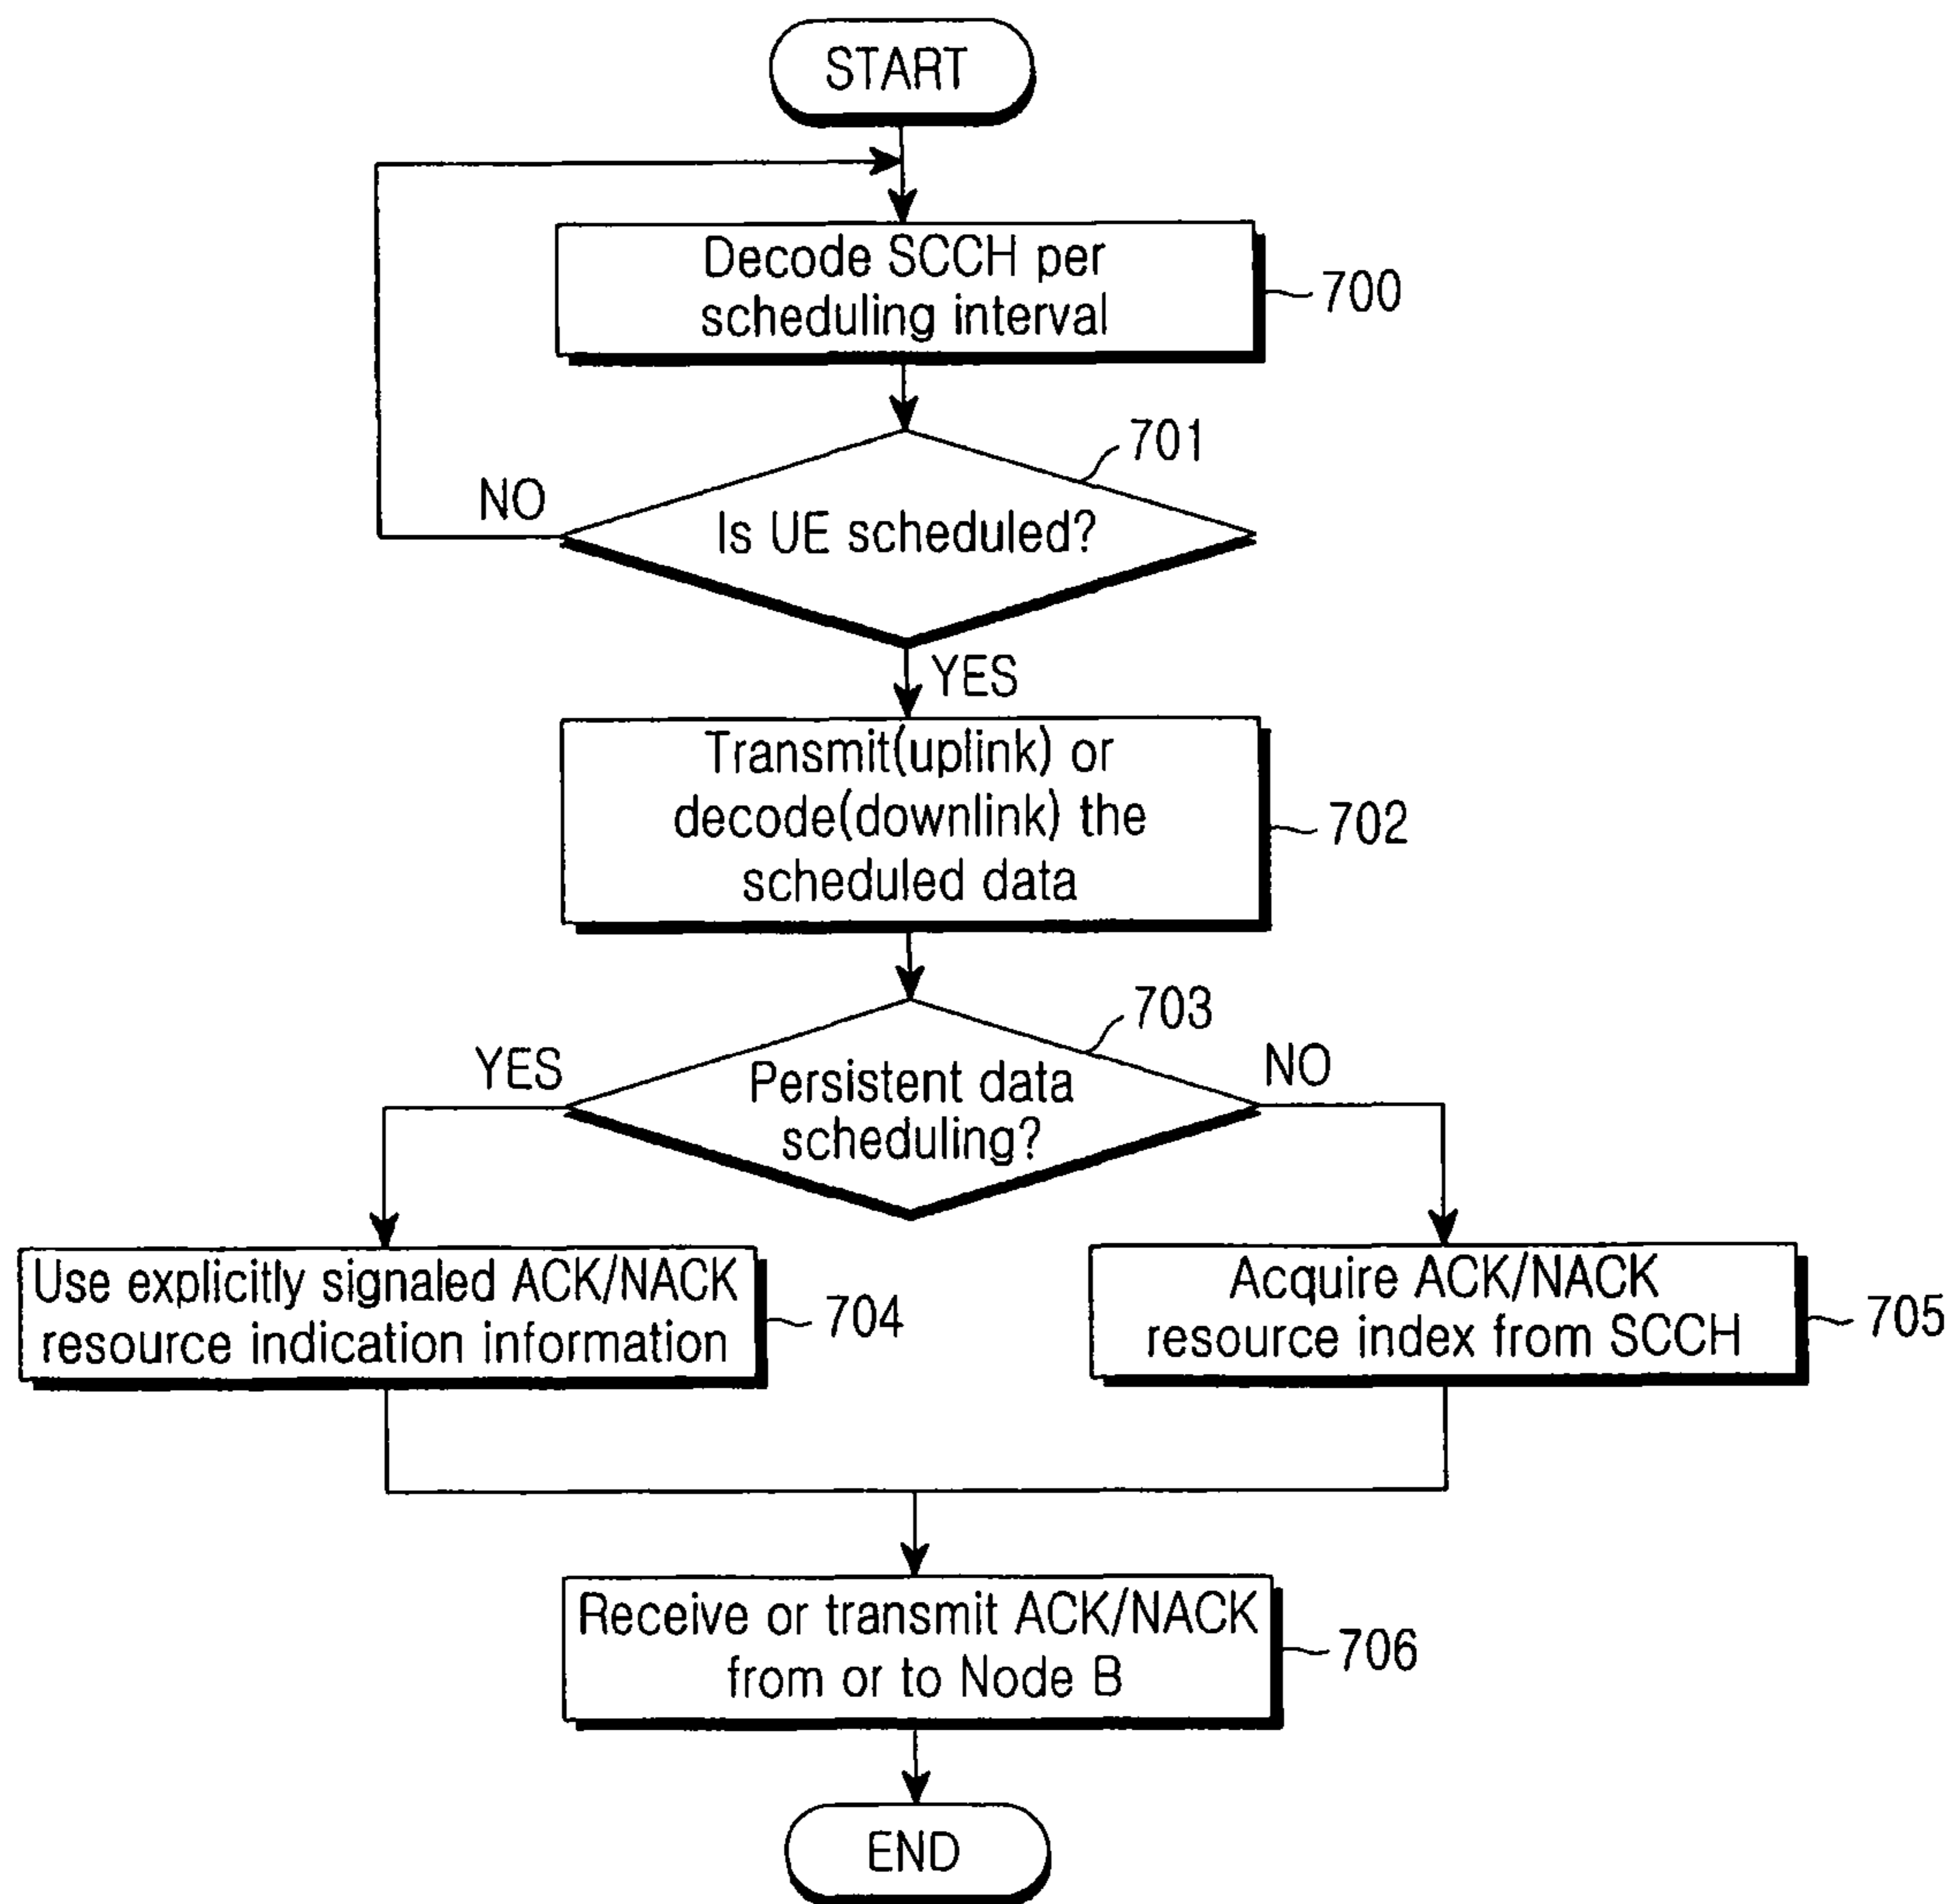 START
Decode SCCH per
scheduling interval
700
701
NO
Is UE scheduled?
YES
Transmit(uplink) or
decode(downlink) the
scheduled data
702
703
YES
NO
Persistent data
scheduling?
Use explicitly signaled ACK/NACK
resource indication information
704
Acquire ACK/NACK
resource index from SCCH
705
Receive or transmit ACK/NACK
from or to Node B
706
END